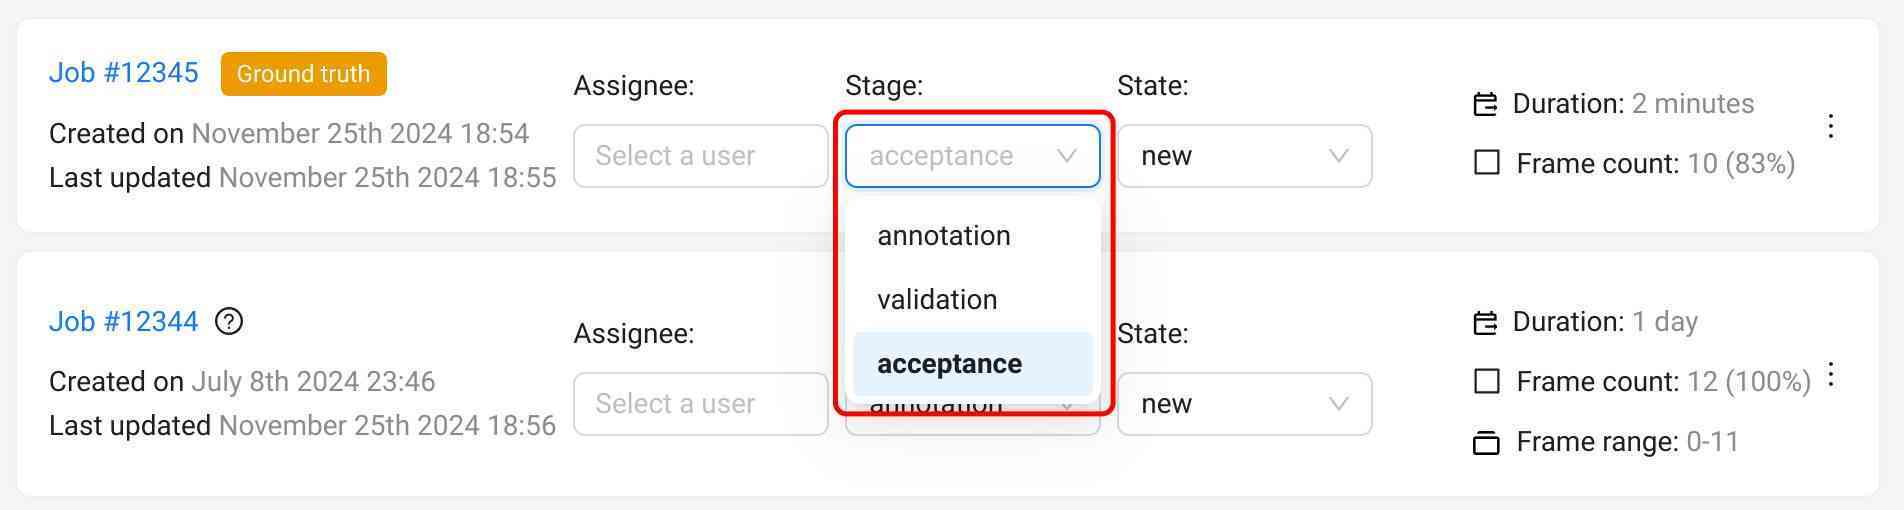 Job #12345 Ground truth
Assignee: Stage: State:
Created on November 25th 2024 18:54
Last updated November 25th 2024 18:55
Select a user acceptance new
Duration: 2 minutes
Frame count: 10 (83%)
annotation
validation
acceptance
Job #12344
Assignee: State:
Created on July 8th 2024 23:46
Last updated November 25th 2024 18:56
Select a user annotation new
Duration: 1 day
Frame count: 12 (100%)
Frame range: 0-11